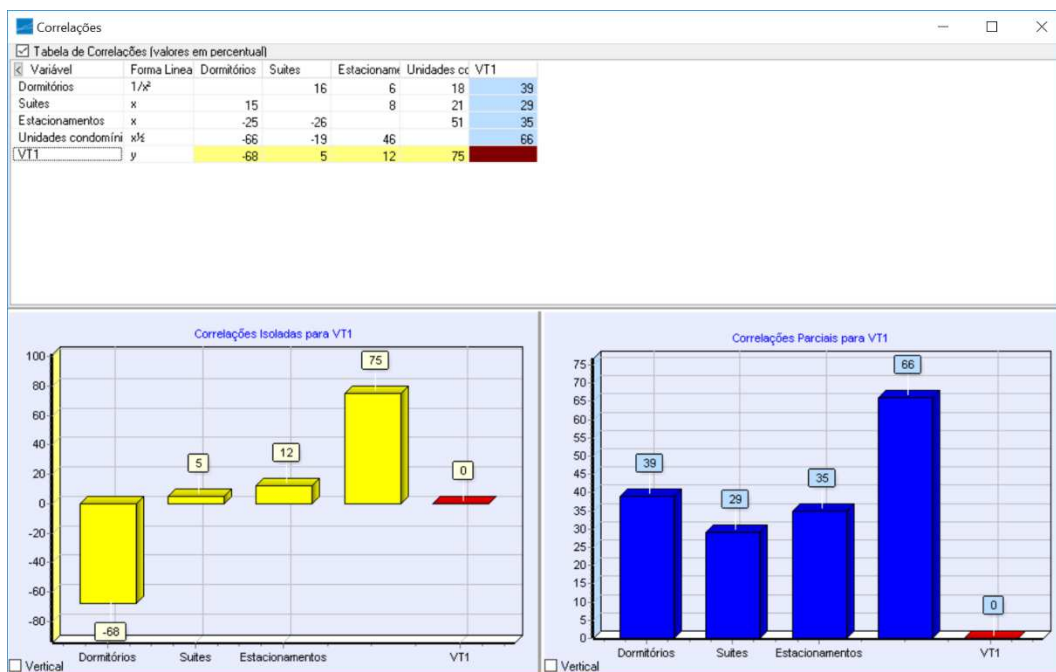 Correlações
Tabela de Correlações (valores em percentual)
Variável Forma Linea Dormitórios Suites Estacioname Unidades cc VT1
Dormitórios 1/x² 16 6 18 39
Suites x 15 8 21 29
Estacionamentos x -25 -26 51 35
Unidades condomíni x½ -66 -19 46 66
VT1 y -68 5 12 75
Correlações Isoladas para VT1
100
80
60
40
20
0
-20
-40
-60
-80
-68
5
12
75
0
Dormitórios Suites Estacionamentos VT1
Vertical
Correlações Parciais para VT1
75
70
65
60
55
50
45
40
35
30
25
20
15
10
5
0
39
29
35
66
0
Dormitórios Suites Estacionamentos VT1
Vertical